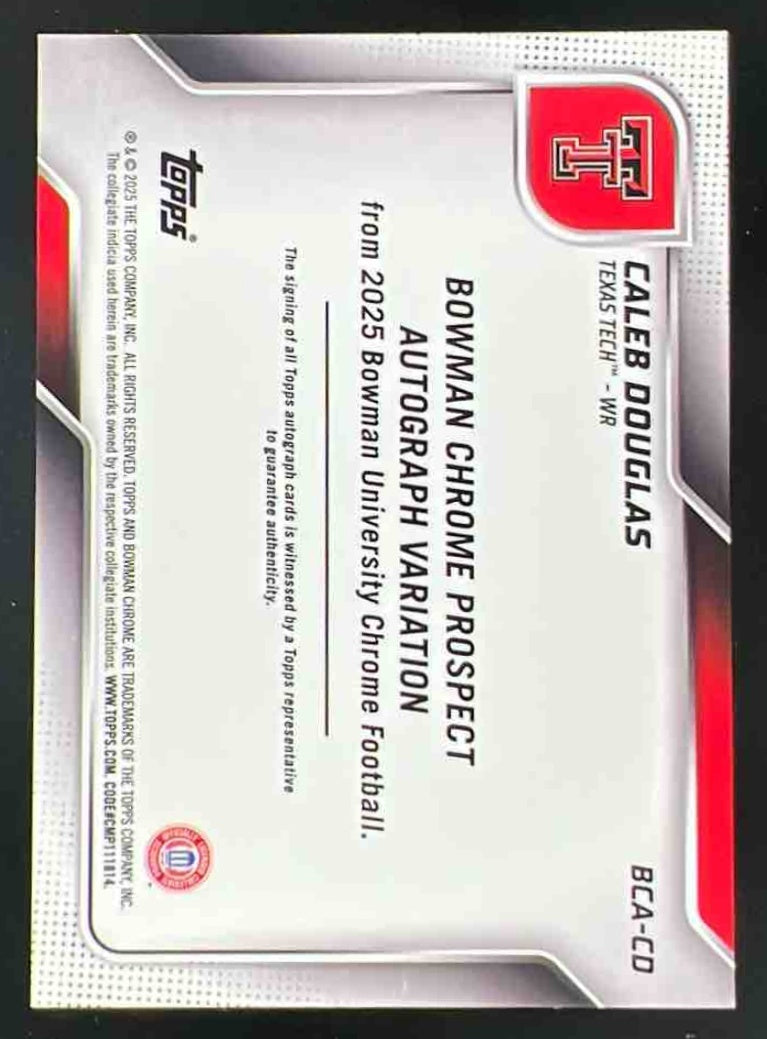 CALEB DOUGLAS
TEXAS TECH™ - WR
BCA-CD
BOWMAN CHROME PROSPECT
AUTOGRAPH VARIATION
from 2025 Bowman University Chrome Football.
The signing of all Topps autograph cards is witnessed by a Topps representative
to guarantee authenticity.
topps®
® & © 2025 THE TOPPS COMPANY, INC. ALL RIGHTS RESERVED. TOPPS AND BOWMAN CHROME ARE TRADEMARKS OF THE TOPPS COMPANY, INC.
The collegiate indicia used herein are trademarks owned by the respective collegiate institutions. WWW.TOPPS.COM. CODE#CMP111814.